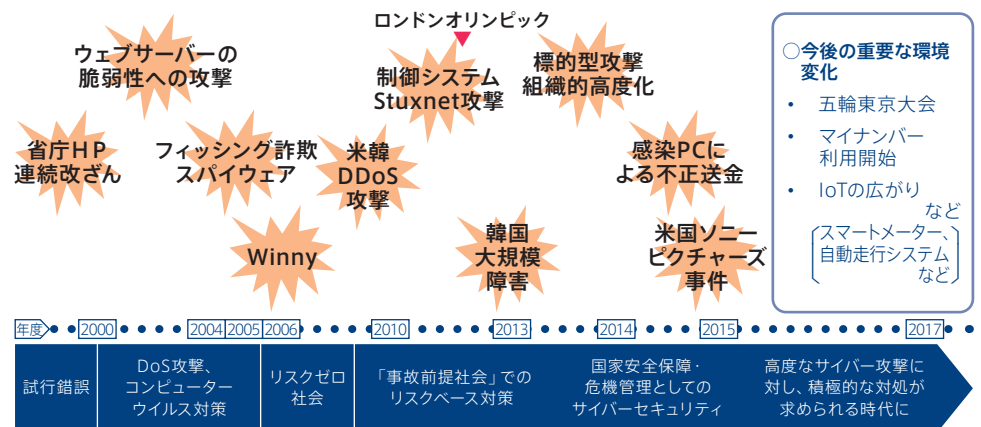 ロンドンオリンピック
ウェブサーバーの
脆弱性への攻撃
制御システム
Stuxnet攻撃
標的型攻撃
組織的高度化
省庁HP
連続改ざん
フィッシング詐欺
スパイウェア
米韓
DDoS
攻撃
感染PCに
よる不正送金
Winny
韓国
大規模
障害
米国ソニー
ピクチャーズ
事件
○今後の重要な環境
変化
• 五輪東京大会
• マイナンバー
利用開始
• IoTの広がり
など
スマートメーター、
自動走行システム
など
年度 2000 2004 2005 2006 2010 2013 2014 2015 2017
試行錯誤
DoS攻撃、
コンピューター
ウイルス対策
リスクゼロ
社会
「事故前提社会」での
リスクベース対策
国家安全保障・
危機管理としての
サイバーセキュリティ
高度なサイバー攻撃に
対し、積極的な対処が
求められる時代に